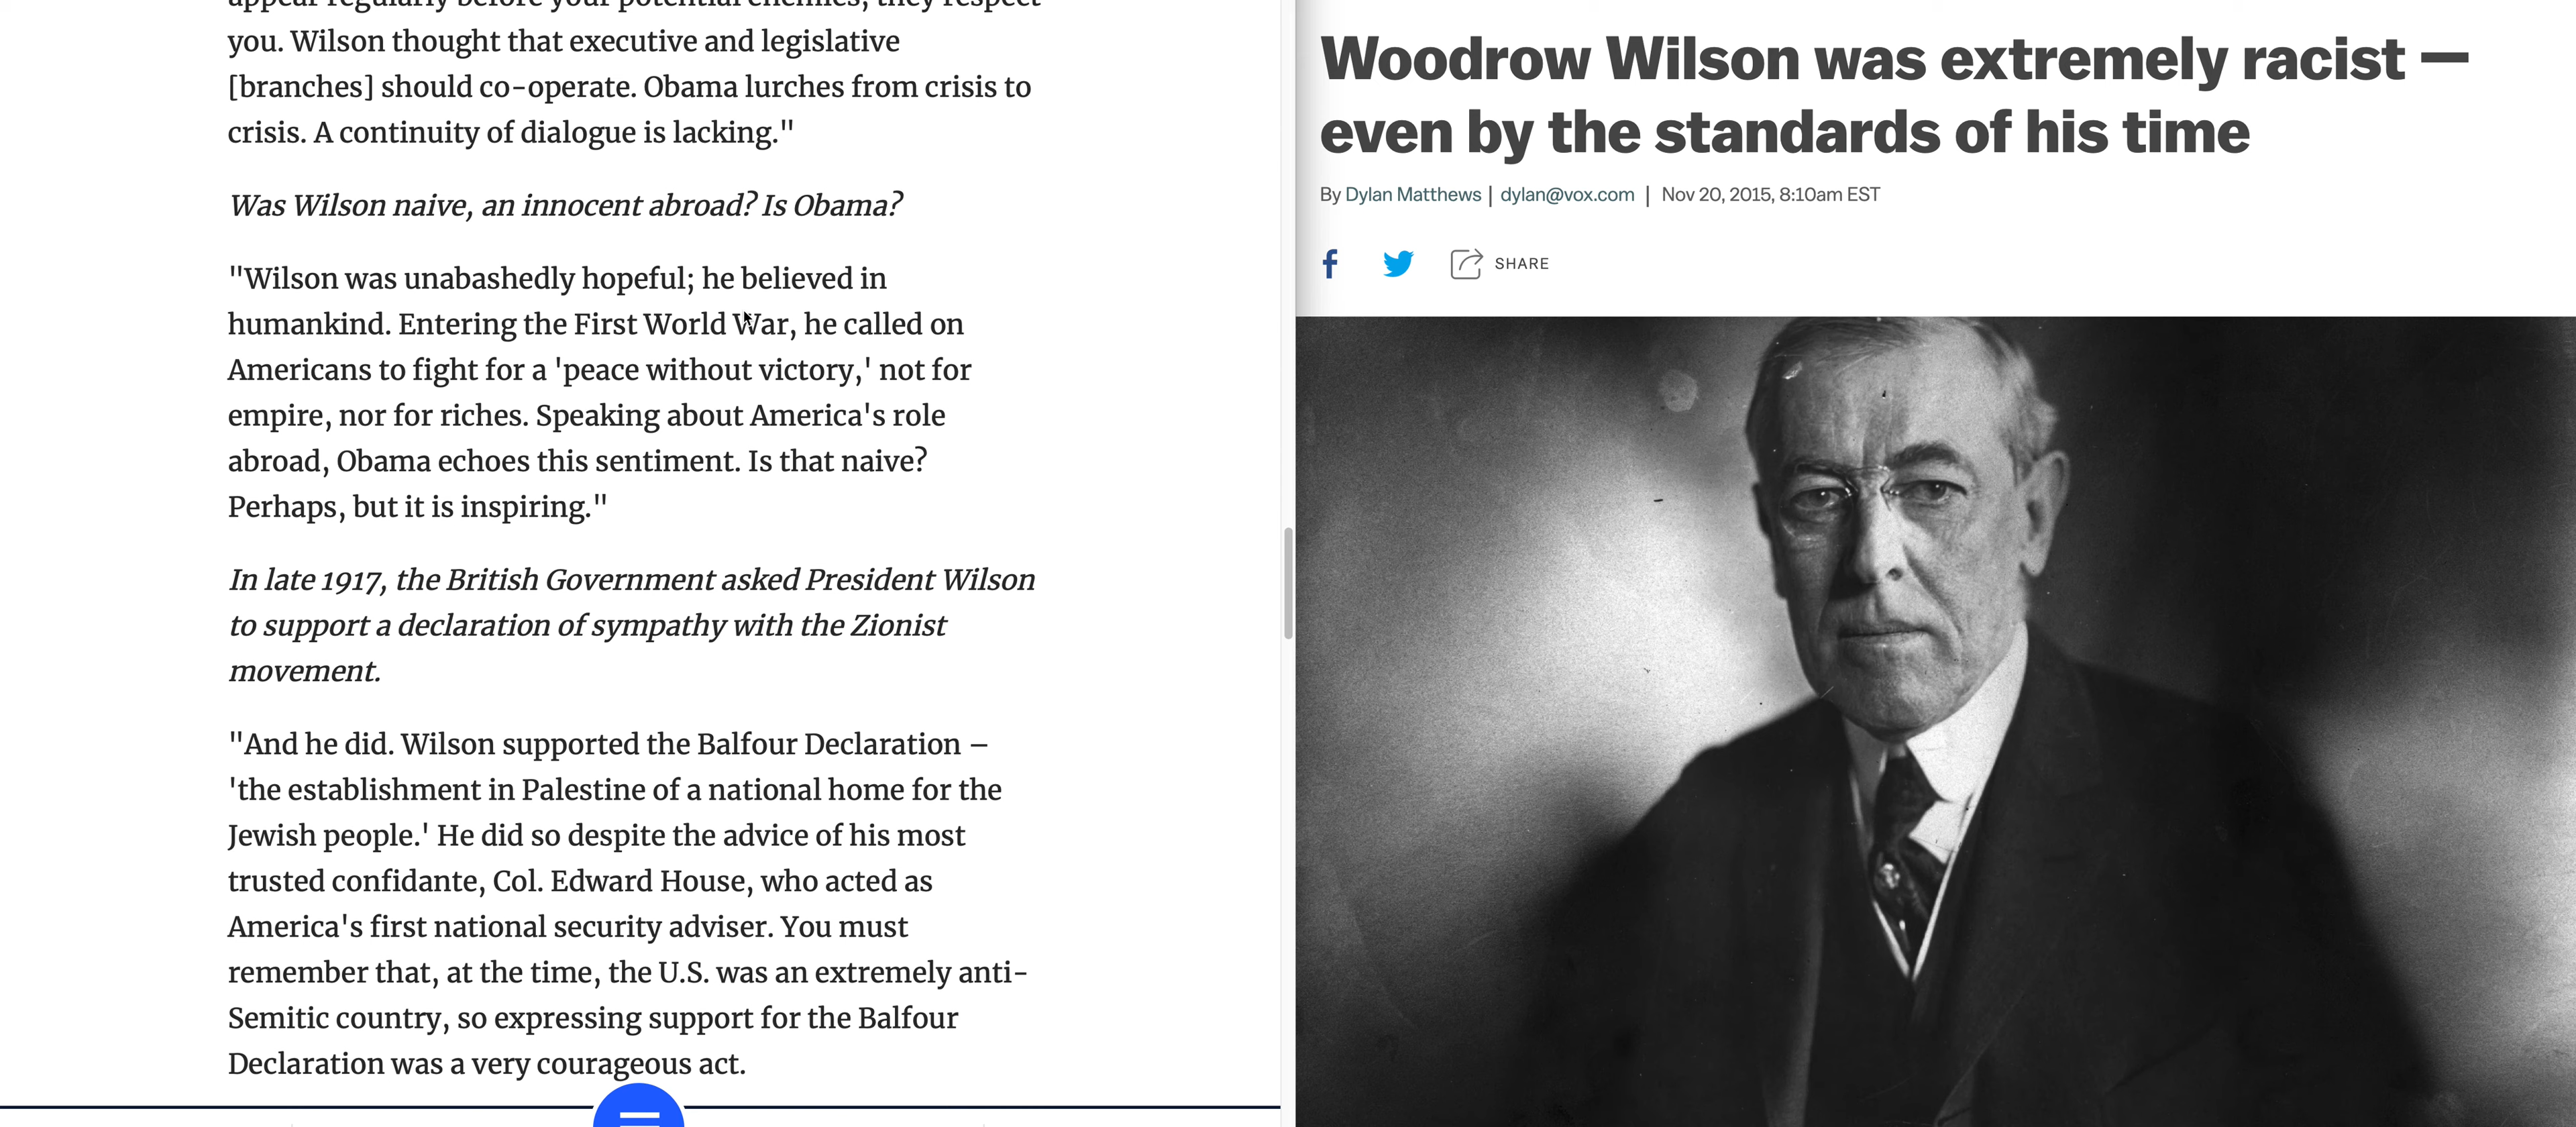 appear regularly before your potential enemies, they respect
you. Wilson thought that executive and legislative
[branches] should co-operate. Obama lurches from crisis to
crisis. A continuity of dialogue is lacking."
Was Wilson naive, an innocent abroad? Is Obama?
"Wilson was unabashedly hopeful; he believed in
humankind. Entering the First World War, he called on
Americans to fight for a 'peace without victory,' not for
empire, nor for riches. Speaking about America's role
abroad, Obama echoes this sentiment. Is that naive?
Perhaps, but it is inspiring."
In late 1917, the British Government asked President Wilson
to support a declaration of sympathy with the Zionist
movement.
"And he did. Wilson supported the Balfour Declaration –
'the establishment in Palestine of a national home for the
Jewish people.' He did so despite the advice of his most
trusted confidante, Col. Edward House, who acted as
America's first national security adviser. You must
remember that, at the time, the U.S. was an extremely anti-
Semitic country, so expressing support for the Balfour
Declaration was a very courageous act.
Woodrow Wilson was extremely racist —
even by the standards of his time
By Dylan Matthews | dylan@vox.com | Nov 20, 2015, 8:10am EST
SHARE